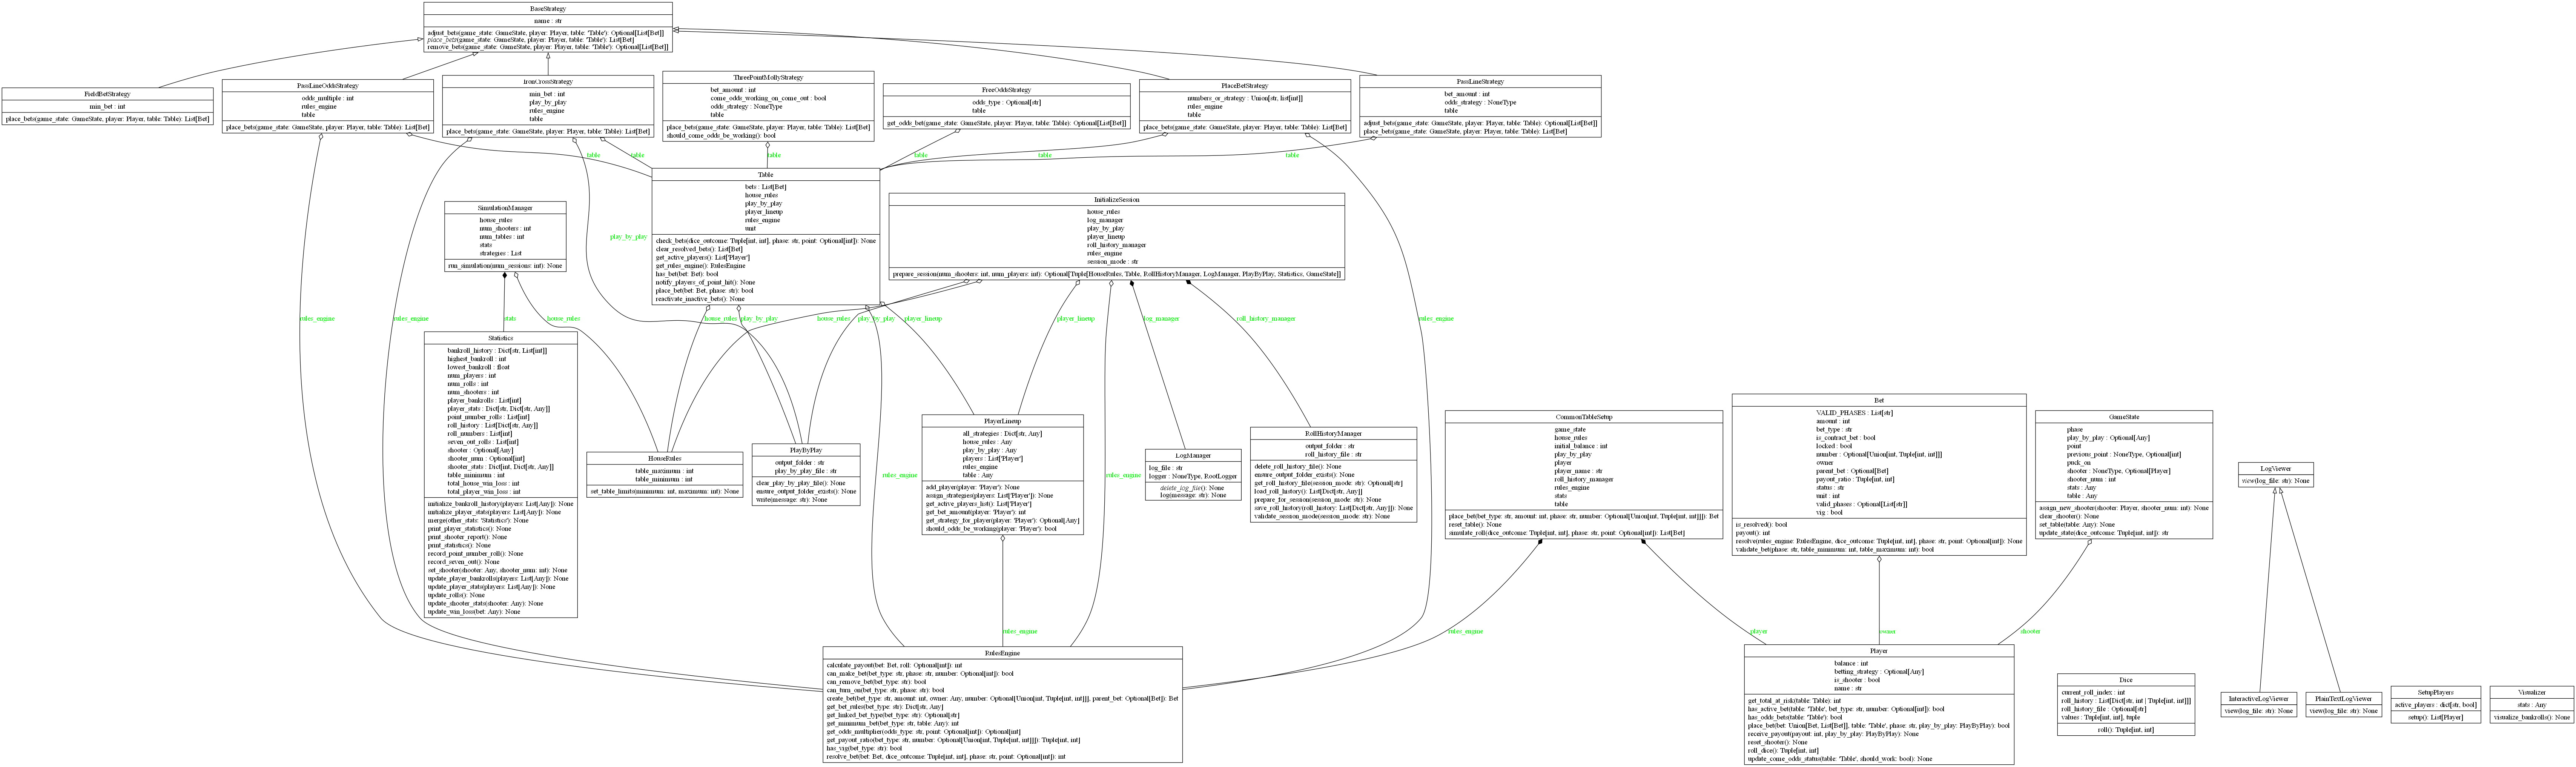 BaseStrategy
name : str
adjust_bets(game_state: GameState, player: Player, table: 'Table'): Optional[List[Bet]]
place_bets(game_state: GameState, player: Player, table: 'Table'): List[Bet]
remove_bets(game_state: GameState, player: Player, table: 'Table'): Optional[List[Bet]]
FieldBetStrategy
min_bet : int
place_bets(game_state: GameState, player: Player, table: Table): List[Bet]
PassLineOddsStrategy
odds_multiple : int
rules_engine
table
place_bets(game_state: GameState, player: Player, table: Table): List[Bet]
IronCrossStrategy
min_bet : int
play_by_play
rules_engine
table
place_bets(game_state: GameState, player: Player, table: Table): List[Bet]
ThreePointMollyStrategy
bet_amount : int
come_odds_working_on_come_out : bool
odds_strategy : NoneType
place_bets(game_state: GameState, player: Player, table: Table): List[Bet]
should_come_odds_be_working(): bool
FreeOddsStrategy
odds_type : Optional[str]
table
get_odds_bet(game_state: GameState, player: Player, table: Table): Optional[List[Bet]]
PlaceBetStrategy
numbers_or_strategy : Union[str, list[int]]
rules_engine
table
place_bets(game_state: GameState, player: Player, table: Table): List[Bet]
PassLineStrategy
bet_amount : int
odds_strategy : NoneType
table
adjust_bets(game_state: GameState, player: Player, table: Table): Optional[List[Bet]]
place_bets(game_state: GameState, player: Player, table: Table): List[Bet]
table
table
table
table
table
table
Table
bets : List[Bet]
house_rules
play_by_play
player_lineup
rules_engine
unit
check_bets(dice_outcome: Tuple[int, int], phase: str, point: Optional[int]): None
clear_resolved_bets(): List[Bet]
get_active_players(): List['Player']
get_rules_engine(): RulesEngine
has_bet(bet: Bet): bool
notify_players_of_point_hit(): None
place_bet(bet: Bet, phase: str): bool
reactivate_inactive_bets(): None
InitializeSession
house_rules
log_manager
play_by_play
player_lineup
roll_history_manager
rules_engine
session_mode : str
prepare_session(num_shooters: int, num_players: int): Optional[Tuple[HouseRules, Table, RollHistoryManager, LogManager, PlayByPlay, Statistics, GameState]]
SimulationManager
house_rules
num_shooters : int
num_tables : int
stats
strategies : List
run_simulation(num_sessions: int): None
play_by_play
rules_engine
rules_engine
stats
house_rules
house_rules
play_by_play
house_rules
play_by_play
player_lineup
player_lineup
log_manager
roll_history_manager
rules_engine
Statistics
bankroll_history : Dict[str, List[int]]
highest_bankroll : int
lowest_bankroll : float
num_players : int
num_rolls : int
num_shooters : int
player_bankrolls : List[int]
player_stats : Dict[str, Dict[str, Any]]
point_number_rolls : List[int]
roll_history : List[Dict[str, Any]]
roll_numbers : List[int]
seven_out_rolls : List[int]
shooter : Optional[Any]
shooter_num : Optional[int]
shooter_stats : Dict[int, Dict[str, Any]]
table_minimum : int
total_house_win_loss : int
total_player_win_loss : int
initialize_bankroll_history(players: List[Any]): None
initialize_player_stats(players: List[Any]): None
merge(other_stats: 'Statistics'): None
print_player_statistics(): None
print_shooter_report(): None
print_statistics(): None
record_point_number_roll(): None
record_seven_out(): None
set_shooter(shooter: Any, shooter_num: int): None
update_player_bankrolls(players: List[Any]): None
update_player_stats(players: List[Any]): None
update_rolls(): None
update_shooter_stats(shooter: Any): None
update_win_loss(bet: Any): None
HouseRules
table_maximum : int
table_minimum : int
set_table_limits(minimum: int, maximum: int): None
PlayByPlay
output_folder : str
play_by_play_file : str
clear_play_by_play_file(): None
ensure_output_folder_exists(): None
write(message: str): None
PlayerLineup
all_strategies : Dict[str, Any]
house_rules : Any
play_by_play : Any
players : List['Player']
rules_engine
table : Any
add_player(player: 'Player'): None
assign_strategies(players: List['Player']): None
get_active_players_list(): List['Player']
get_bet_amount(player: 'Player'): int
get_strategy_for_player(player: 'Player'): Optional[Any]
should_odds_be_working(player: 'Player'): bool
LogManager
log_file : str
logger : NoneType, RootLogger
delete_log_file(): None
log(message: str): None
RollHistoryManager
output_folder : str
roll_history_file : str
delete_roll_history_file(): None
ensure_output_folder_exists(): None
get_roll_history_file(session_mode: str): Optional[str]
load_roll_history(): List[Dict[str, Any]]
prepare_for_session(session_mode: str): None
save_roll_history(roll_history: List[Dict[str, Any]]): None
validate_session_mode(session_mode: str): None
CommonTableSetup
game_state
house_rules
initial_balance : int
play_by_play
player
player_name : str
roll_history_manager
rules_engine
stats
table
place_bet(bet_type: str, amount: int, phase: str, number: Optional[Union[int, Tuple[int, int]]]): Bet
reset_table(): None
simulate_roll(dice_outcome: Tuple[int, int], phase: str, point: Optional[int]): List[Bet]
Bet
VALID_PHASES : List[str]
amount : int
bet_type : str
is_contract_bet : bool
locked : bool
number : Optional[Union[int, Tuple[int, int]]]
owner
parent_bet : Optional[Bet]
payout_ratio : Tuple[int, int]
status : str
unit : int
valid_phases : Optional[List[str]]
vig : bool
is_resolved(): bool
payout(): int
resolve(rules_engine: RulesEngine, dice_outcome: Tuple[int, int], phase: str, point: Optional[int]): None
validate_bet(phase: str, table_minimum: int, table_maximum: int): bool
GameState
phase
play_by_play : Optional[Any]
point
previous_point : NoneType, Optional[int]
puck_on
shooter : NoneType, Optional[Player]
shooter_num : int
stats : Any
table : Any
assign_new_shooter(shooter: Player, shooter_num: int): None
clear_shooter(): None
set_table(table: Any): None
update_state(dice_outcome: Tuple[int, int]): str
LogViewer
view(log_file: str): None
rules_engine
rules_engine
rules_engine
rules_engine
player
owner
shooter
RulesEngine
calculate_payout(bet: Bet, roll: Optional[int]): int
can_make_bet(bet_type: str, phase: str, number: Optional[int]): bool
can_remove_bet(bet_type: str): bool
can_turn_on(bet_type: str, phase: str): bool
create_bet(bet_type: str, amount: int, owner: Any, number: Optional[Union[int, Tuple[int, int]]], parent_bet: Optional[Bet]): Bet
get_bet_rules(bet_type: str): Dict[str, Any]
get_linked_bet_type(bet_type: str): Optional[str]
get_minimum_bet(bet_type: str, table: Any): int
get_odds_multiplier(odds_type: str, point: Optional[int]): Optional[int]
get_payout_ratio(bet_type: str, number: Optional[Union[int, Tuple[int, int]]]): Tuple[int, int]
has_vig(bet_type: str): bool
resolve_bet(bet: Bet, dice_outcome: Tuple[int, int], phase: str, point: Optional[int]): int
Player
balance : int
betting_strategy : Optional[Any]
is_shooter : bool
name : str
get_total_at_risk(table: Table): int
has_active_bet(table: 'Table', bet_type: str, number: Optional[int]): bool
has_odds_bets(table: 'Table'): bool
place_bet(bet: Union[Bet, List[Bet]], table: 'Table', phase: str, play_by_play: PlayByPlay): bool
receive_payout(payout: int, play_by_play: PlayByPlay): None
reset_shooter(): None
roll_dice(): Tuple[int, int]
update_come_odds_status(table: 'Table', should_work: bool): None
Dice
current_roll_index : int
roll_history : List[Dict[str, int | Tuple[int, int]]]
roll_history_file : Optional[str]
values : Tuple[int, int], tuple
roll(): Tuple[int, int]
InteractiveLogViewer
view(log_file: str): None
PlainTextLogViewer
view(log_file: str): None
SetupPlayers
active_players : dict[str, bool]
setup(): List[Player]
Visualizer
stats : Any
visualize_bankrolls(): None